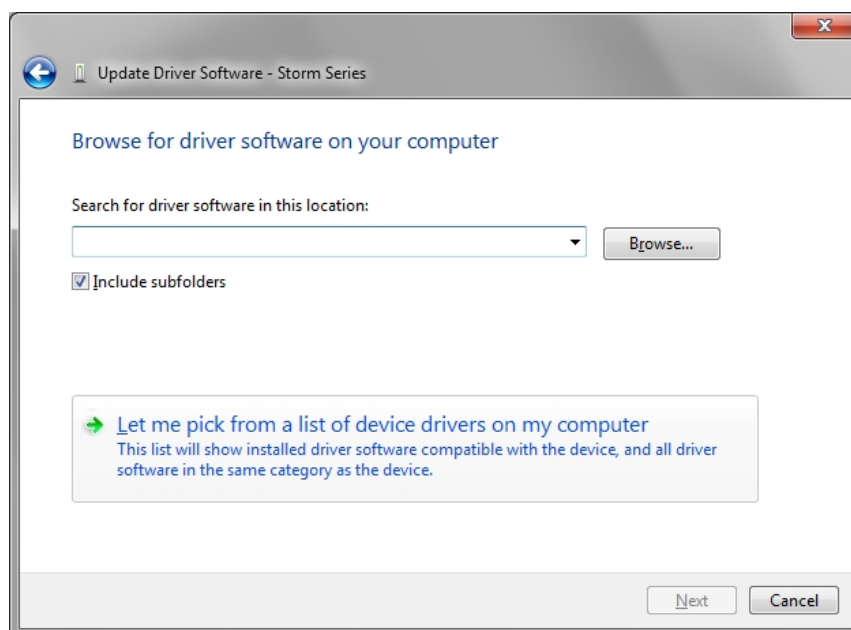 Update Driver Software - Storm Series
Browse for driver software on your computer
Search for driver software in this location:
Browse...
Include subfolders
Let me pick from a list of device drivers on my computer
This list will show installed driver software compatible with the device, and all driver
software in the same category as the device.
Next
Cancel